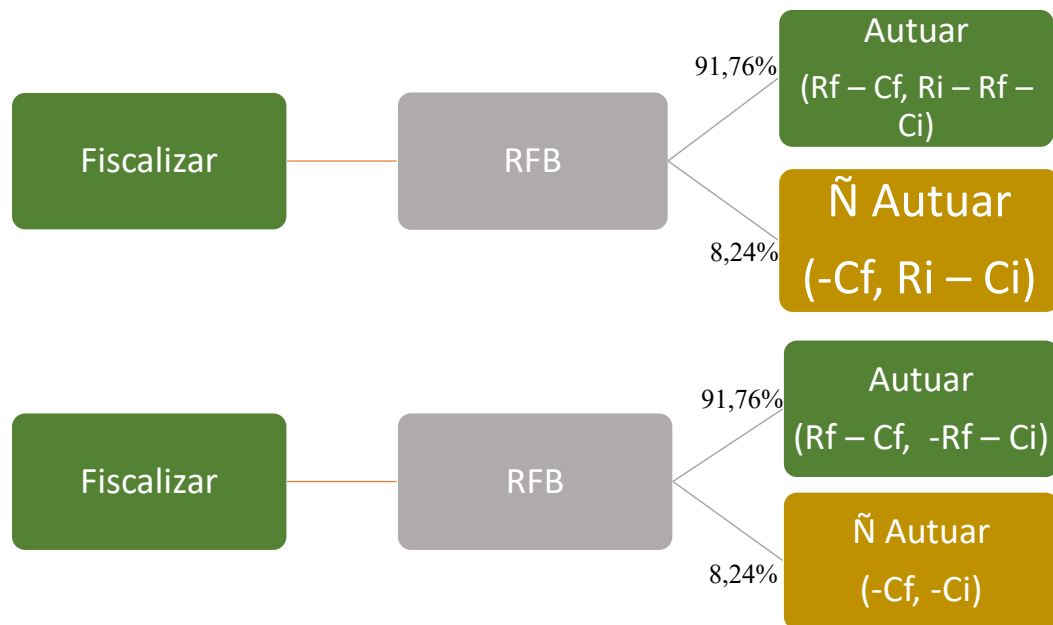 Autuar
91,76%
(Rf – Cf, Ri – Rf –
Ci)
Fiscalizar
RFB
Ñ Autuar
8,24%
(-Cf, Ri – Ci)
Autuar
91,76%
(Rf – Cf, -Rf – Ci)
Fiscalizar
RFB
Ñ Autuar
8,24%
(-Cf, -Ci)